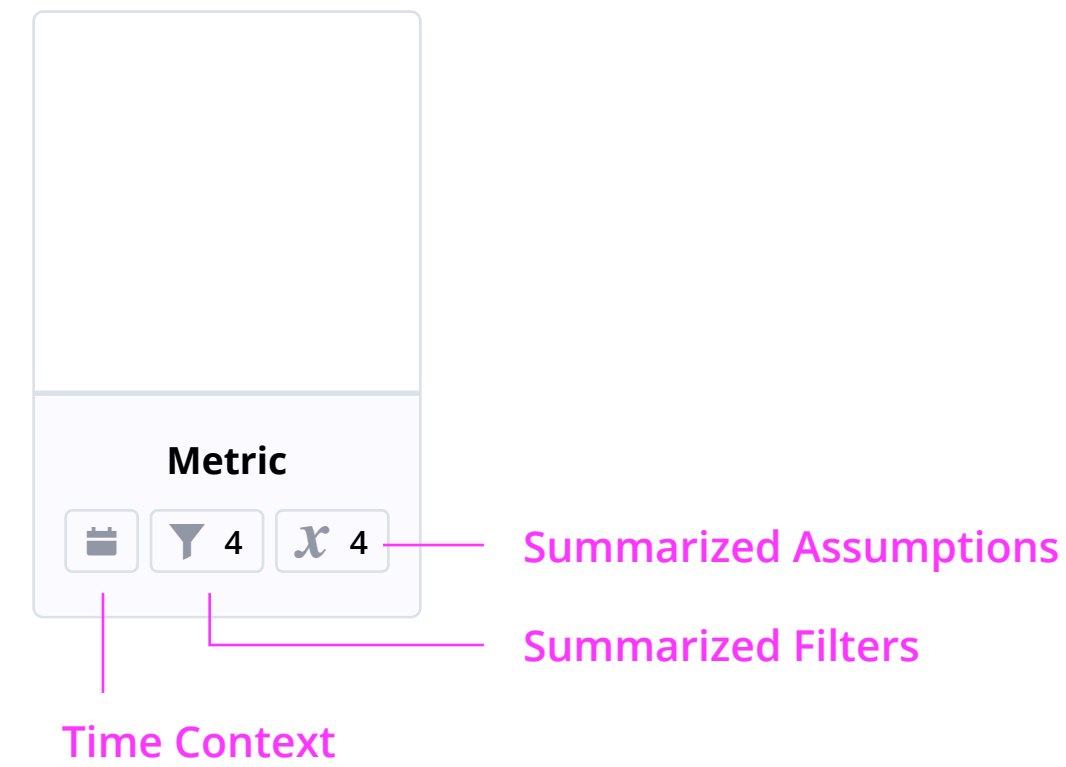 Metric
4 x 4
Summarized Assumptions
Summarized Filters
Time Context